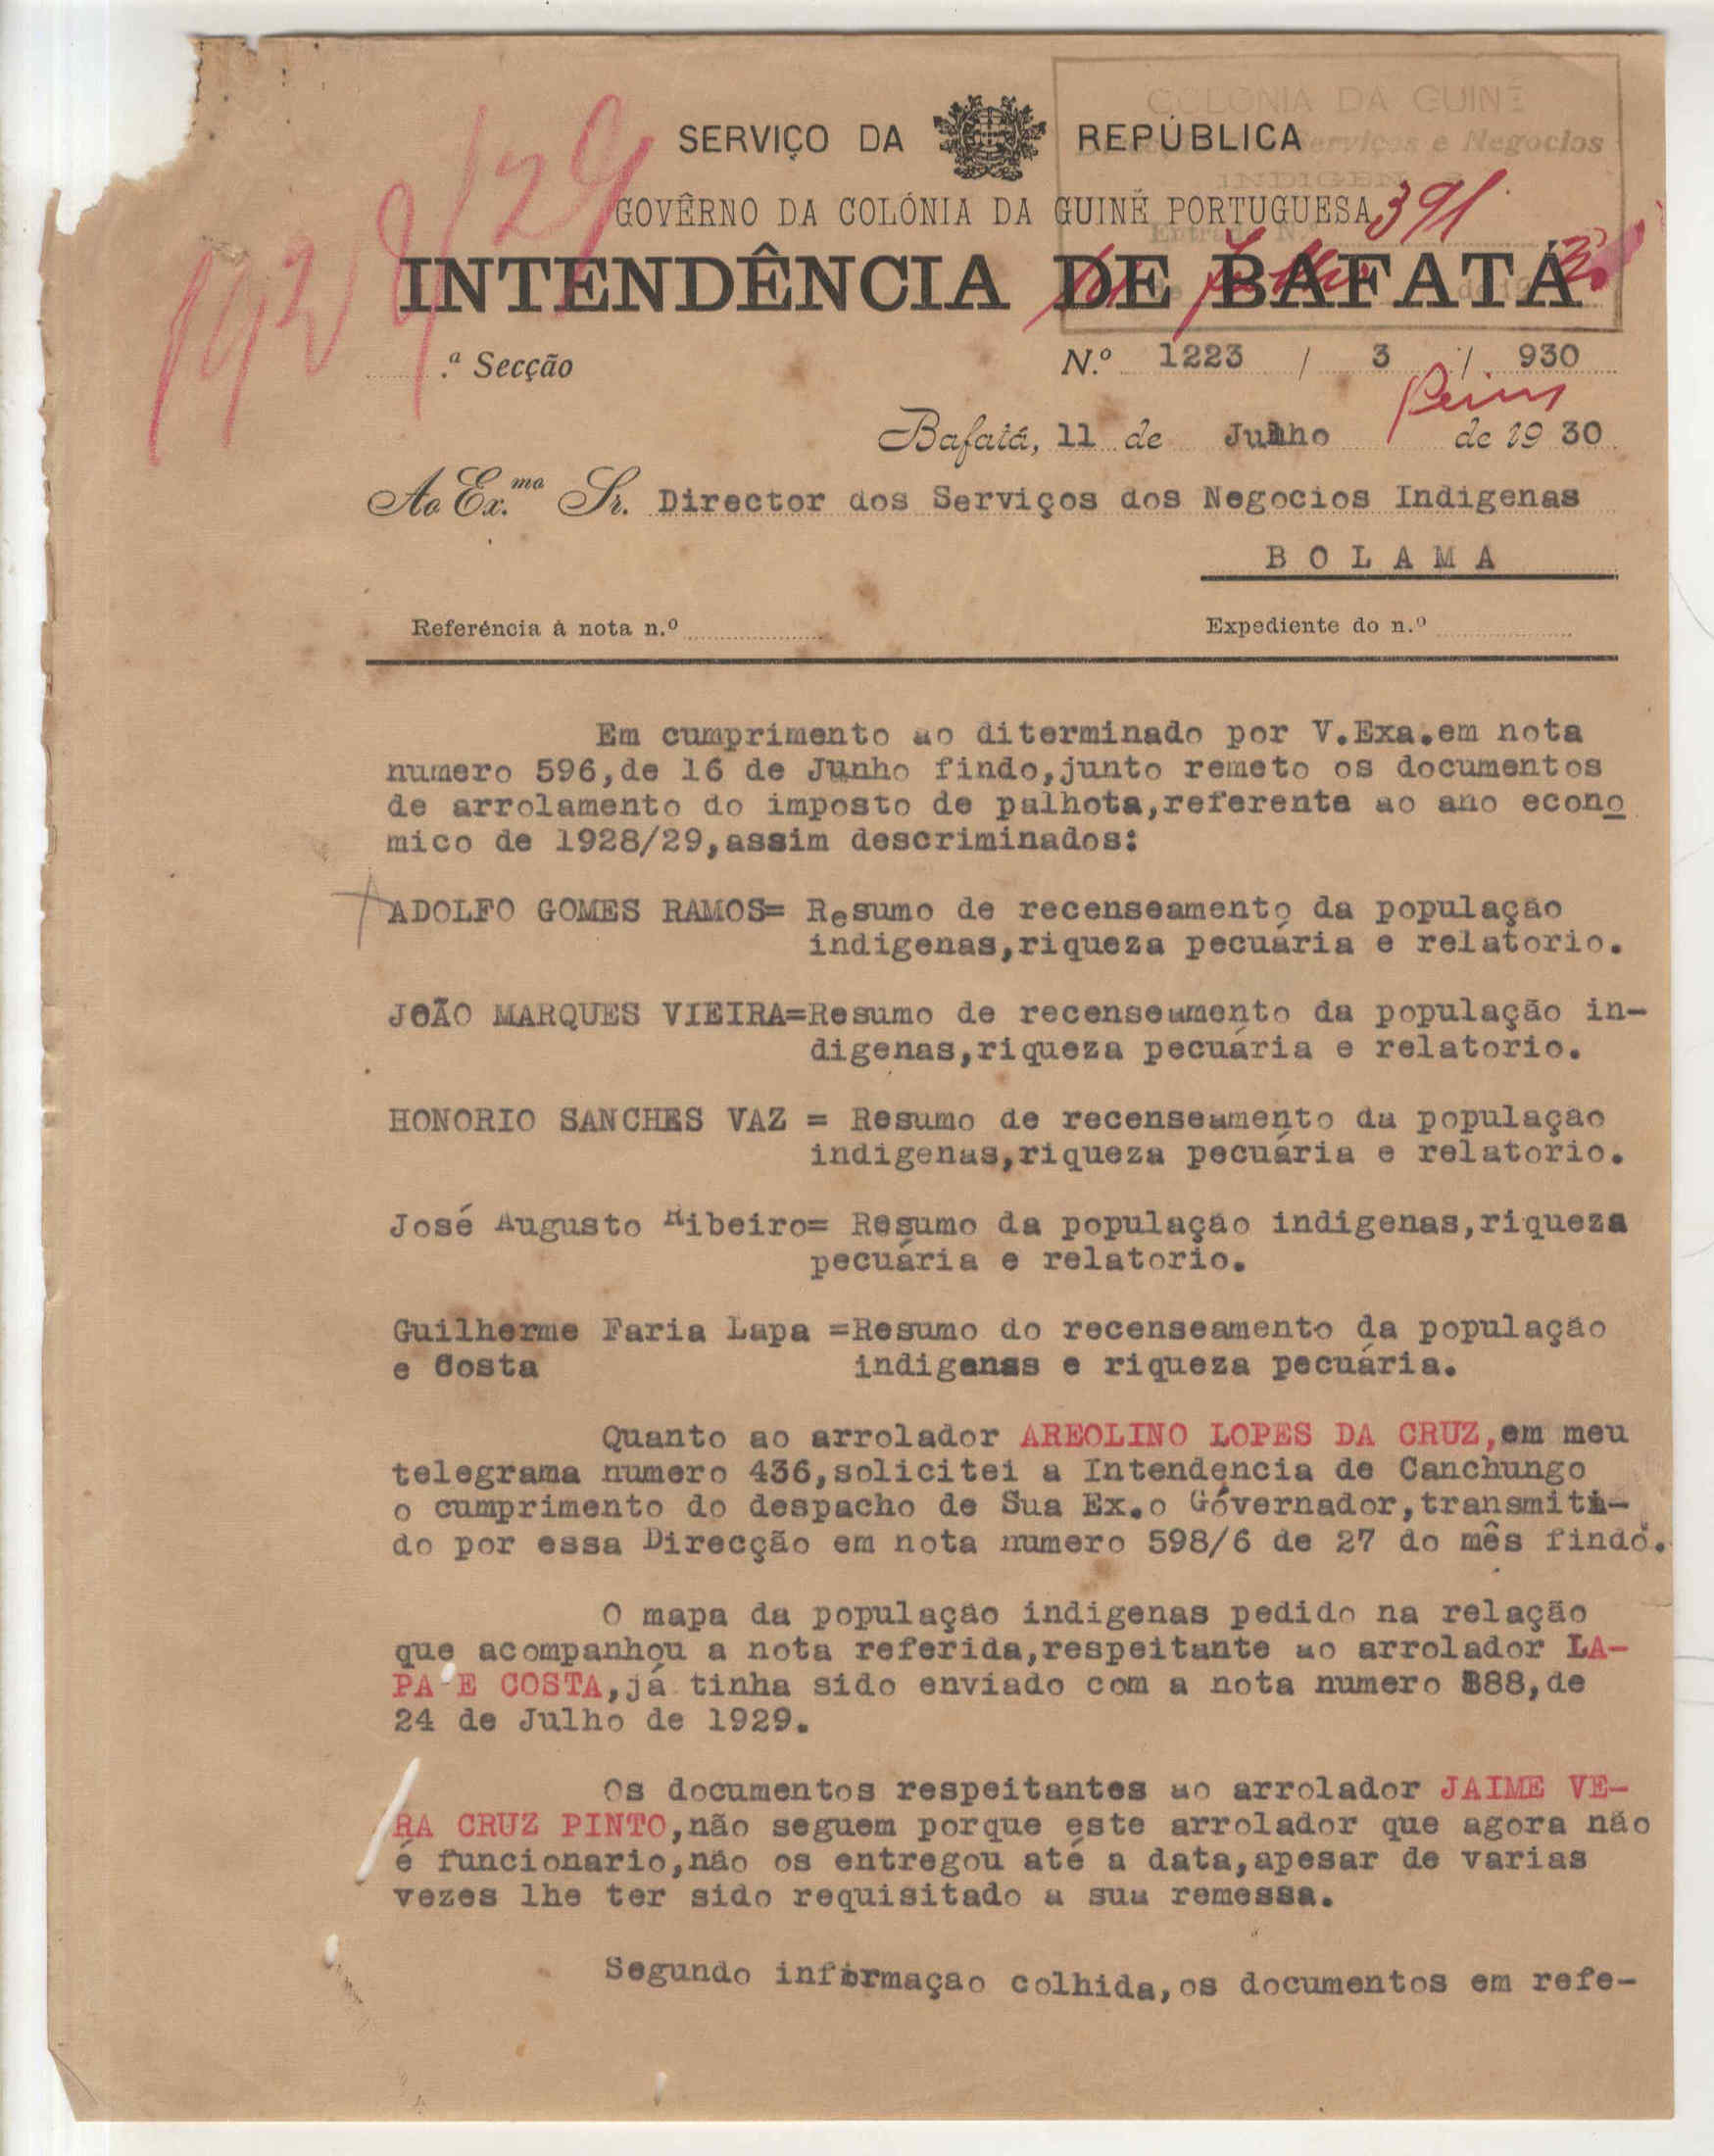 1928/29
COLONIA DA GUINÉ
Serviços e Negocios
INDIGEN
SERVIÇO DA REPÚBLICA
GOVÊRNO DA COLÓNIA DA GUINÉ PORTUGUESA
Entrada N.º 391
INTENDÊNCIA DE BAFATÁ
.ª Secção N.º 1223 / 3 / 930
Bafatá, 11 de Julho de 1930
Ao Ex.mo Sr. Director dos Serviços dos Negocios Indigenas
BOLAMA
Referência à nota n.º Expediente do n.º
Em cumprimento ao diterminado por V.Exa.em nota
numero 596,de 16 de Junho findo,junto remeto os documentos
de arrolamento do imposto de palhota,referente ao ano econo
mico de 1928/29,assim descriminados:
ADOLFO GOMES RAMOS= Resumo de recenseamento da população
indigenas,riqueza pecuária e relatorio.
JOÃO MARQUES VIEIRA=Resumo de recenseamento da população in-
digenas,riqueza pecuária e relatorio.
HONORIO SANCHES VAZ = Resumo de recenseamento da população
indigenas,riqueza pecuária e relatorio.
José Augusto Ribeiro= Resumo da população indigenas,riqueza
pecuária e relatorio.
Guilherme Faria Lapa =Resumo do recenseamento da população
e Costa indigenas e riqueza pecuária.
Quanto ao arrolador AREOLINO LOPES DA CRUZ,em meu
telegrama numero 436,solicitei a Intendencia de Canchungo
o cumprimento do despacho de Sua Ex.o Góvernador,transmiti-
do por essa Direcção em nota numero 598/6 de 27 do mês findo.
O mapa da população indigenas pedido na relação
que acompanhou a nota referida,respeitante ao arrolador LA-
PA E COSTA,já tinha sido enviado com a nota numero 888,de
24 de Julho de 1929.
Os documentos respeitantes ao arrolador JAIME VE-
RA CRUZ PINTO,não seguem porque este arrolador que agora não
é funcionario,não os entregou até a data,apesar de varias
vezes lhe ter sido requisitado a sua remessa.
Segundo informaçao colhida,os documentos em refe-